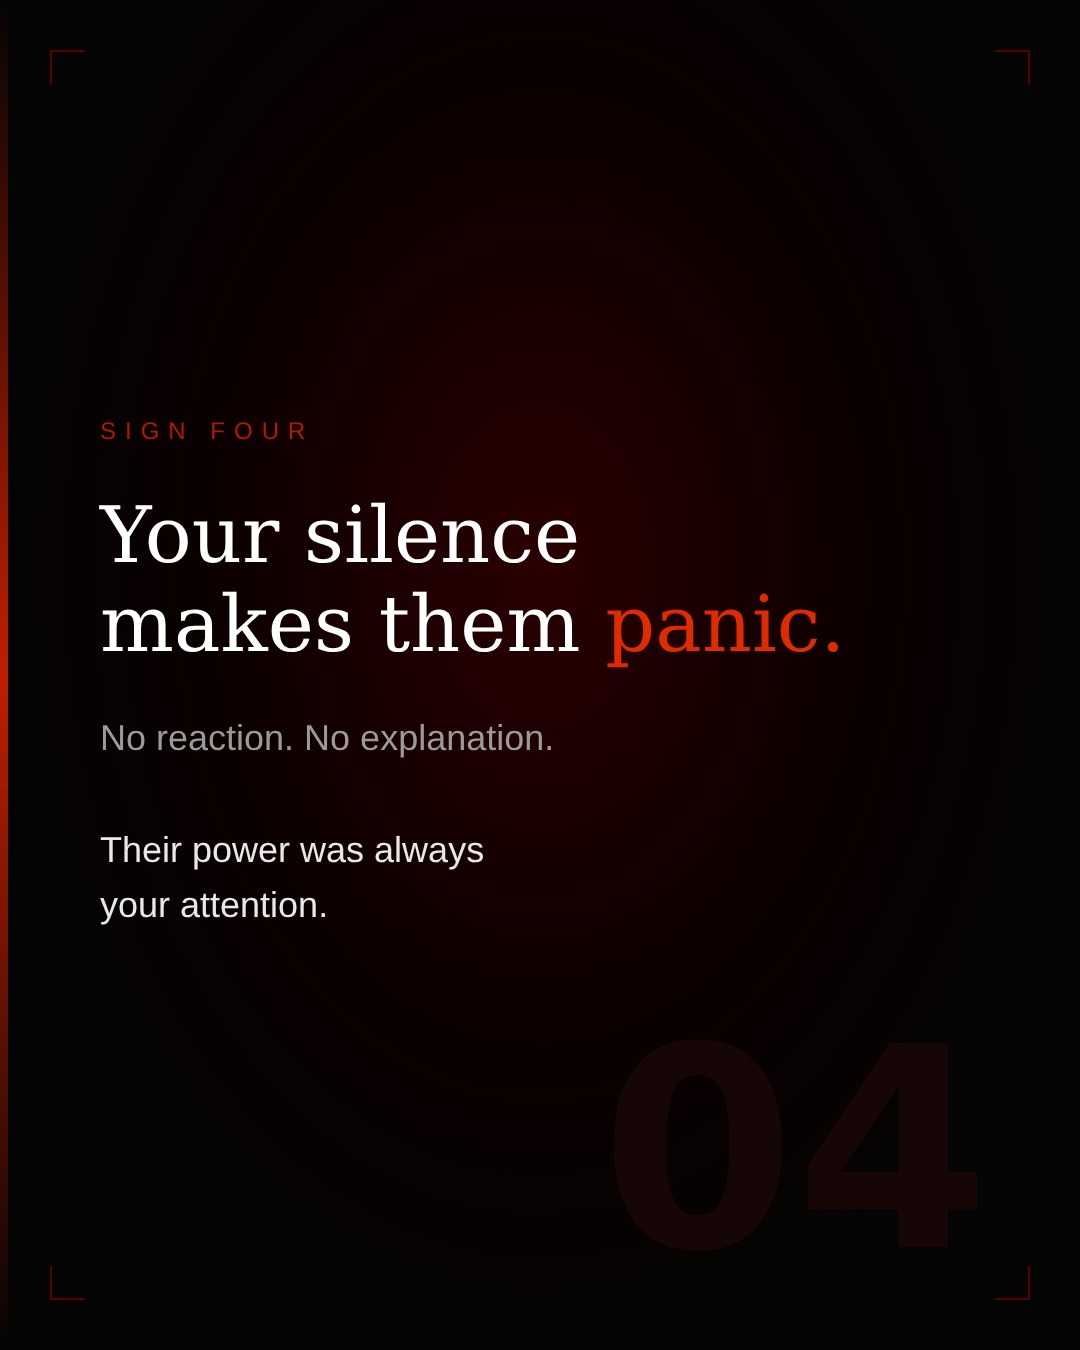 SIGN FOUR
Your silence
makes them panic.
No reaction. No explanation.
Their power was always
your attention.
04